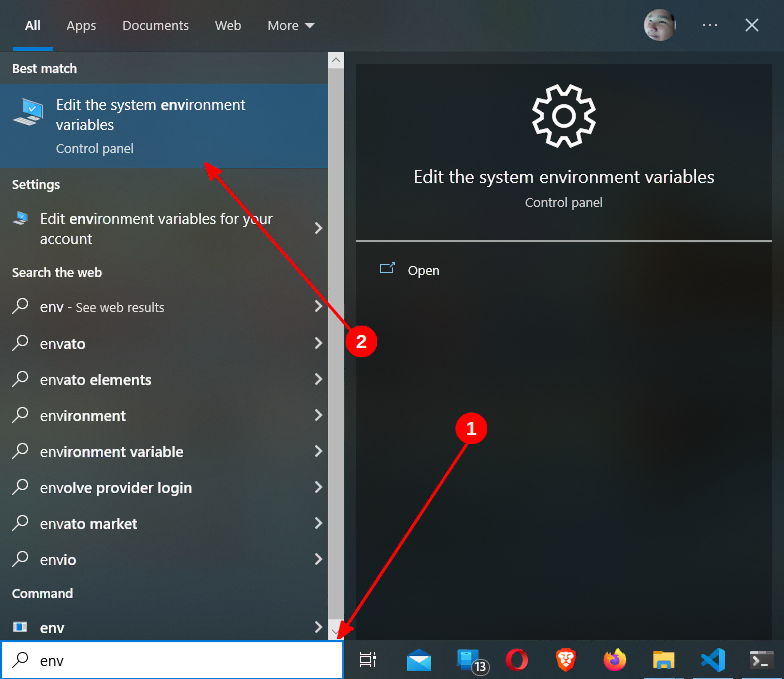 All Apps Documents Web More
Best match
Edit the system environment
variables
Control panel
Settings
Edit environment variables for your
account
Search the web
env - See web results
envato
envato elements
environment
environment variable
envolve provider login
envato market
envio
Command
env
env
Edit the system environment variables
Control panel
Open
2
1
13